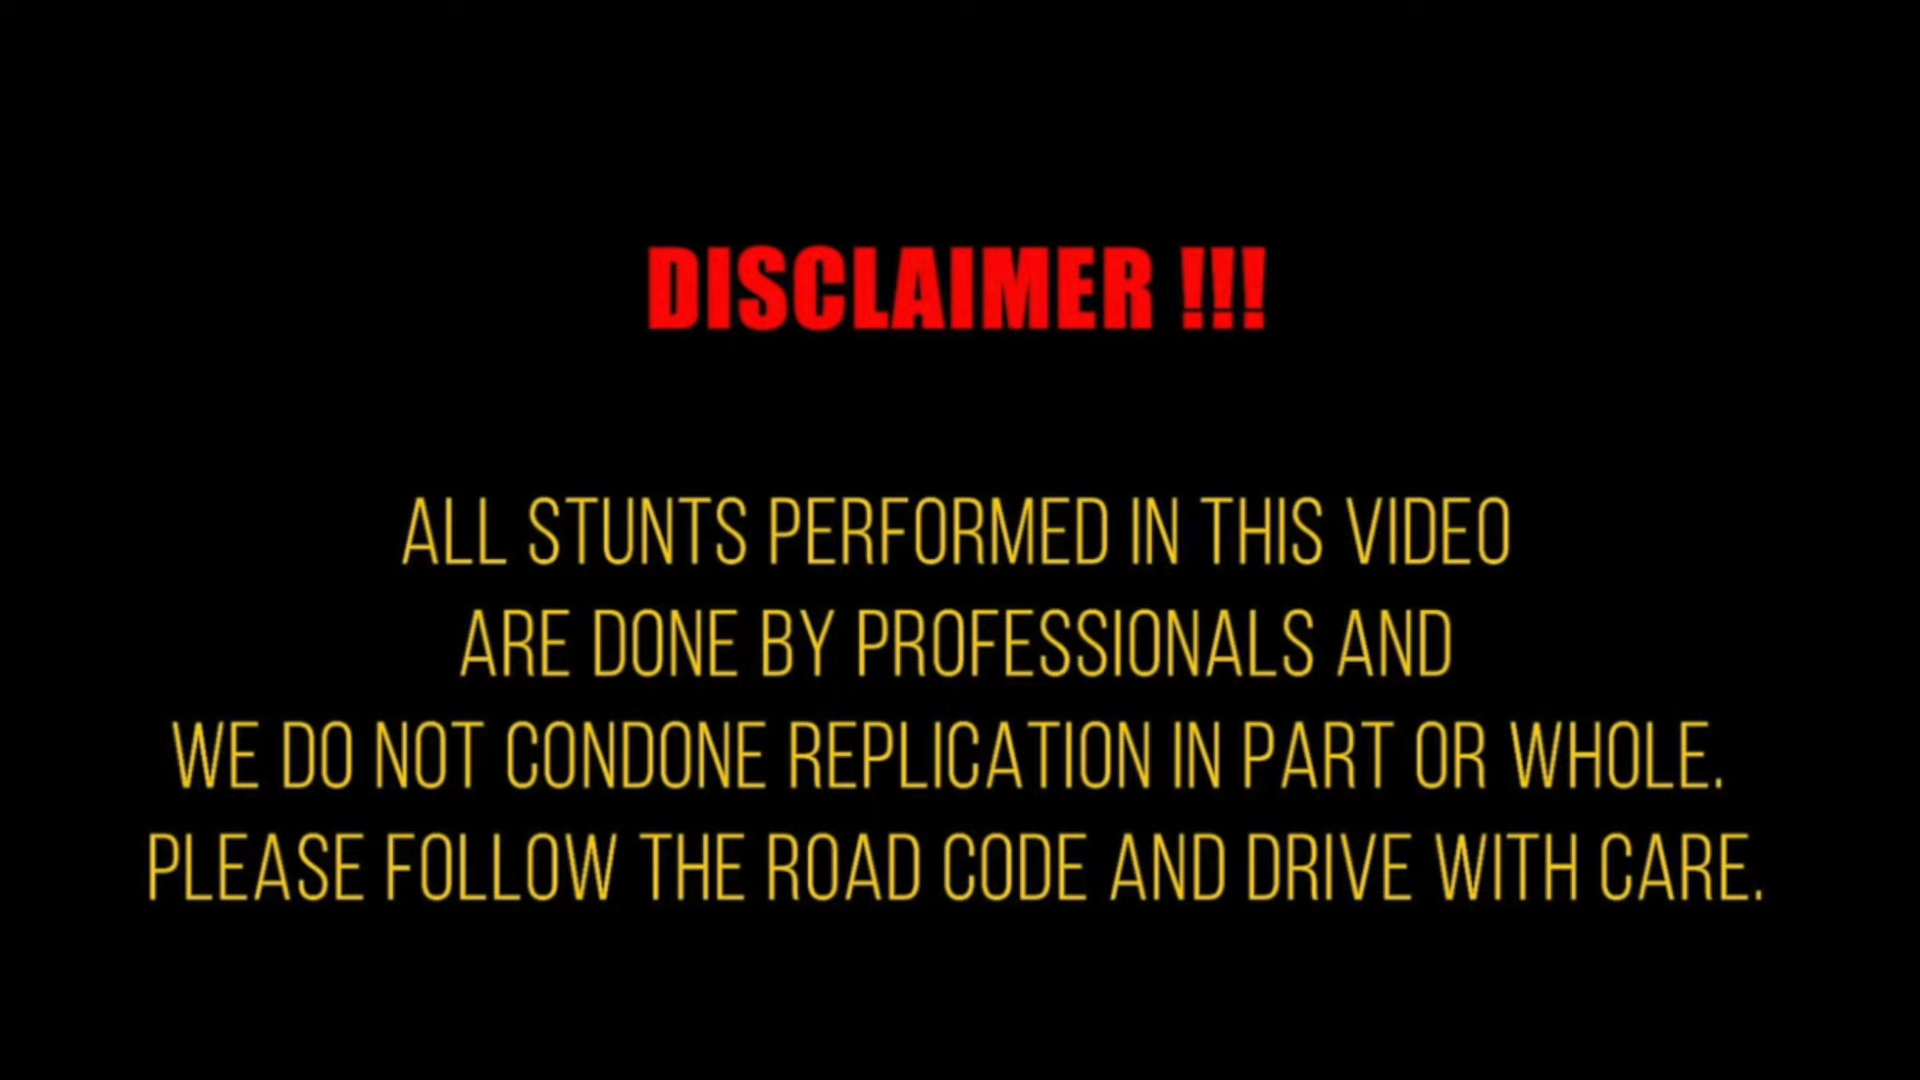 DISCLAIMER !!!
ALL STUNTS PERFORMED IN THIS VIDEO
ARE DONE BY PROFESSIONALS AND
WE DO NOT CONDONE REPLICATION IN PART OR WHOLE.
PLEASE FOLLOW THE ROAD CODE AND DRIVE WITH CARE.